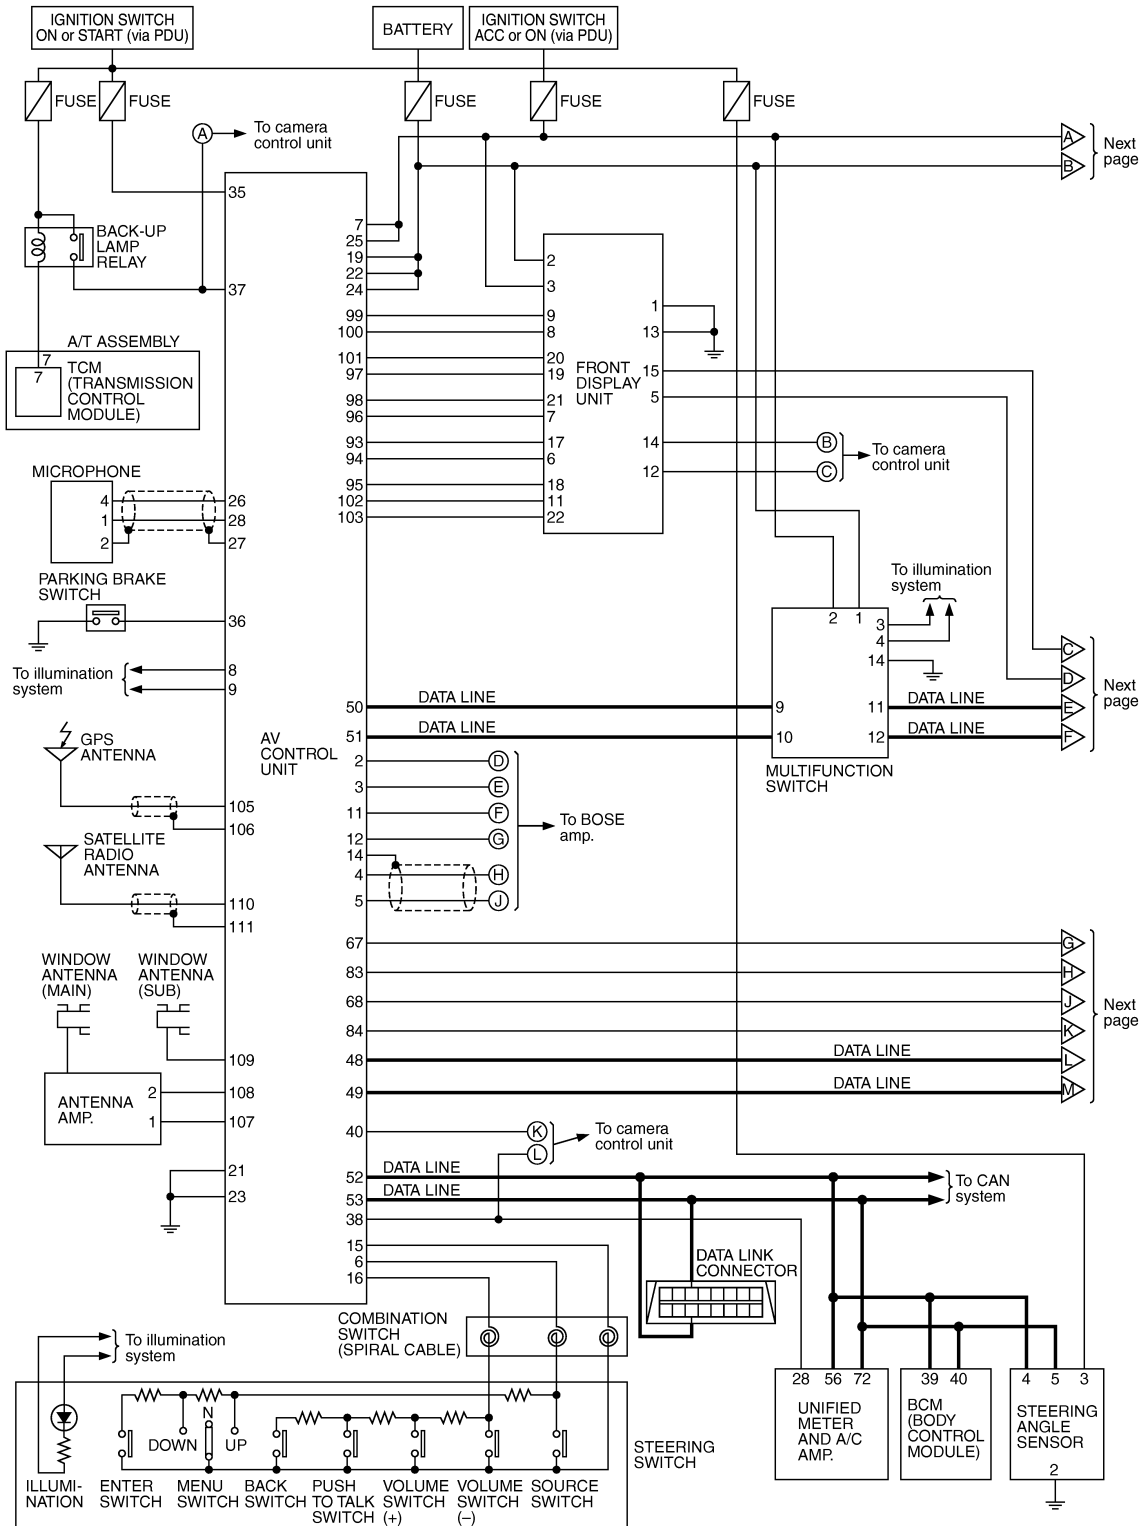 IGNITION SWITCH
ON or START (via PDU)
BATTERY
IGNITION SWITCH
ACC or ON (via PDU)
FUSE
FUSE
FUSE
FUSE
FUSE
A
To camera
control unit
A
B
Next
page
35
BACK-UP
LAMP
RELAY
37
7
25
19
22
24
2
3
1
13
99
9
100
8
101
20
97
19
98
21
96
7
93
17
94
6
95
18
102
11
103
22
FRONT
DISPLAY
UNIT
15
5
14
12
B
C
To camera
control unit
A/T ASSEMBLY
7
7
TCM
(TRANSMISSION
CONTROL
MODULE)
MICROPHONE
4
1
2
26
28
27
PARKING BRAKE
SWITCH
36
To illumination
system
8
9
To illumination
system
2
1
3
4
14
11
12
9
10
MULTIFUNCTION
SWITCH
50
DATA LINE
51
DATA LINE
DATA LINE
DATA LINE
C
D
E
F
Next
page
GPS
ANTENNA
105
106
SATELLITE
RADIO
ANTENNA
110
111
AV
CONTROL
UNIT
2
D
3
E
11
F
12
G
14
4
H
5
J
To BOSE
amp.
WINDOW
ANTENNA
(MAIN)
WINDOW
ANTENNA
(SUB)
109
ANTENNA
AMP.
2
108
1
107
21
23
67
G
83
H
68
J
84
K
48
DATA LINE
L
49
DATA LINE
M
Next
page
40
K
L
To camera
control unit
52
DATA LINE
53
DATA LINE
To CAN
system
38
15
6
16
DATA LINK
CONNECTOR
COMBINATION
SWITCH
(SPIRAL CABLE)
To illumination
system
28
56
72
UNIFIED
METER
AND A/C
AMP.
39
40
BCM
(BODY
CONTROL
MODULE)
4
5
3
STEERING
ANGLE
SENSOR
2
N
DOWN
UP
STEERING
SWITCH
ILLUMI-
NATION
ENTER
SWITCH
MENU
SWITCH
BACK
SWITCH
PUSH
TO TALK
SWITCH
VOLUME
SWITCH
(+)
VOLUME
SWITCH
(–)
SOURCE
SWITCH